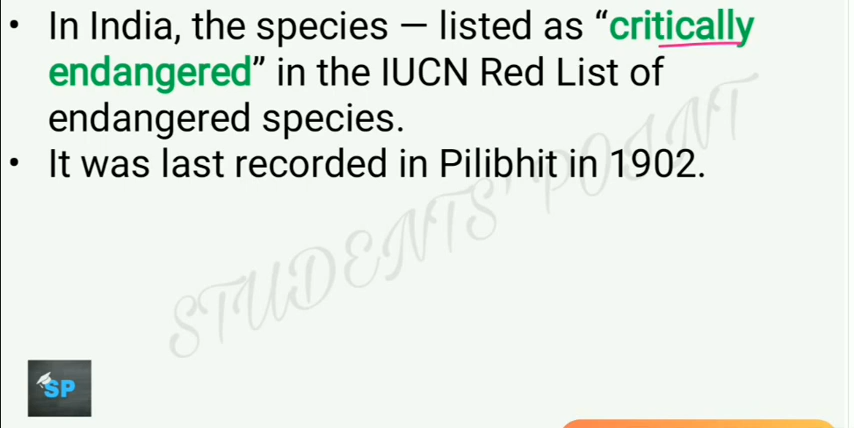 • In India, the species — listed as “critically
endangered” in the IUCN Red List of
endangered species.
• It was last recorded in Pilibhit in 1902.
STUDENTS' POINT
SP